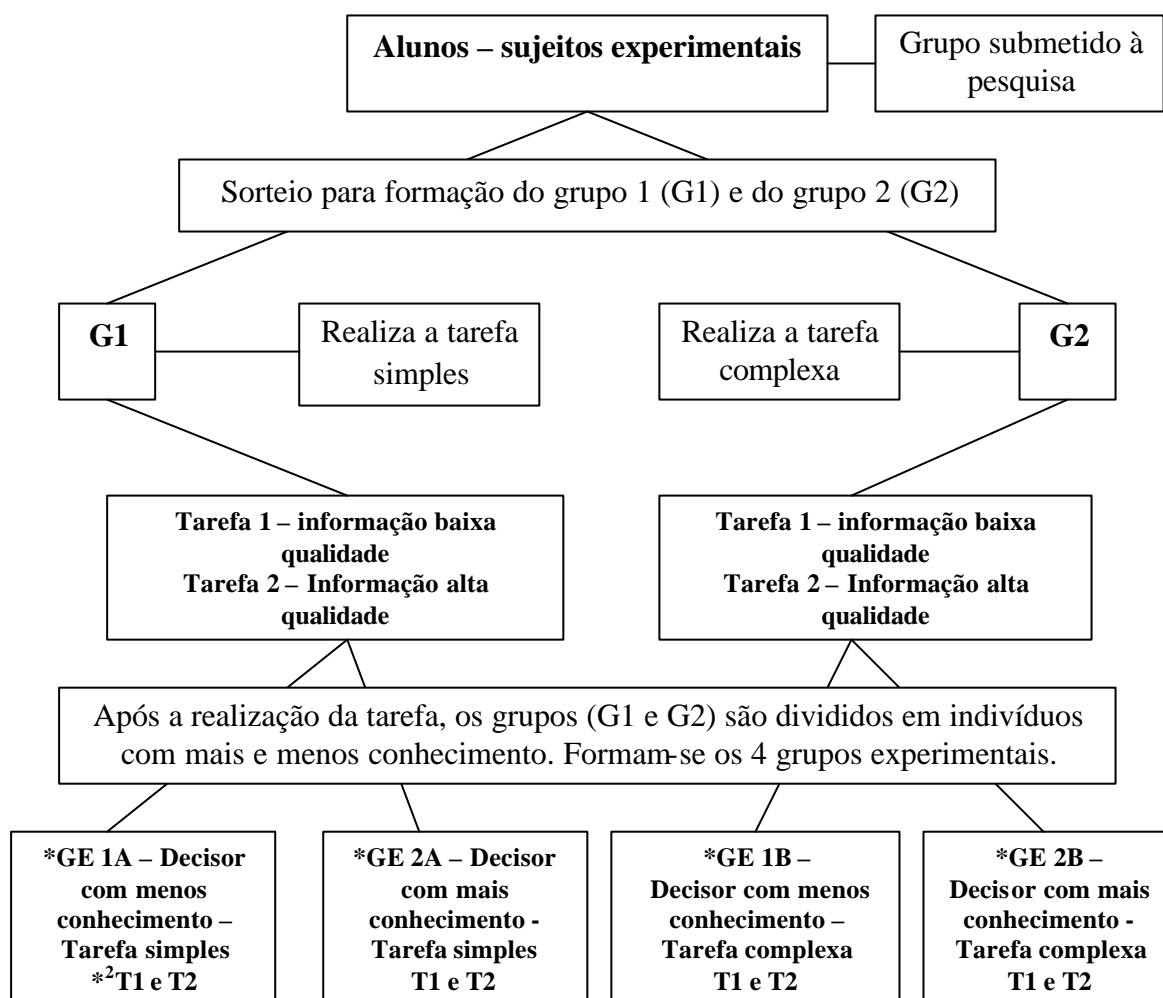 Alunos – sujeitos experimentais
Grupo submetido à
pesquisa
Sorteio para formação do grupo 1 (G1) e do grupo 2 (G2)
G1
Realiza a tarefa
simples
Realiza a tarefa
complexa
G2
Tarefa 1 – informação baixa
qualidade
Tarefa 2 – Informação alta
qualidade
Tarefa 1 – informação baixa
qualidade
Tarefa 2 – Informação alta
qualidade
Após a realização da tarefa, os grupos (G1 e G2) são divididos em indivíduos
com mais e menos conhecimento. Formam-se os 4 grupos experimentais.
*GE 1A – Decisor
com menos
conhecimento –
Tarefa simples
*²T1 e T2
*GE 2A – Decisor
com mais
conhecimento -
Tarefa simples
T1 e T2
*GE 1B –
Decisor com menos
conhecimento –
Tarefa complexa
T1 e T2
*GE 2B –
Decisor com mais
conhecimento -
Tarefa complexa
T1 e T2